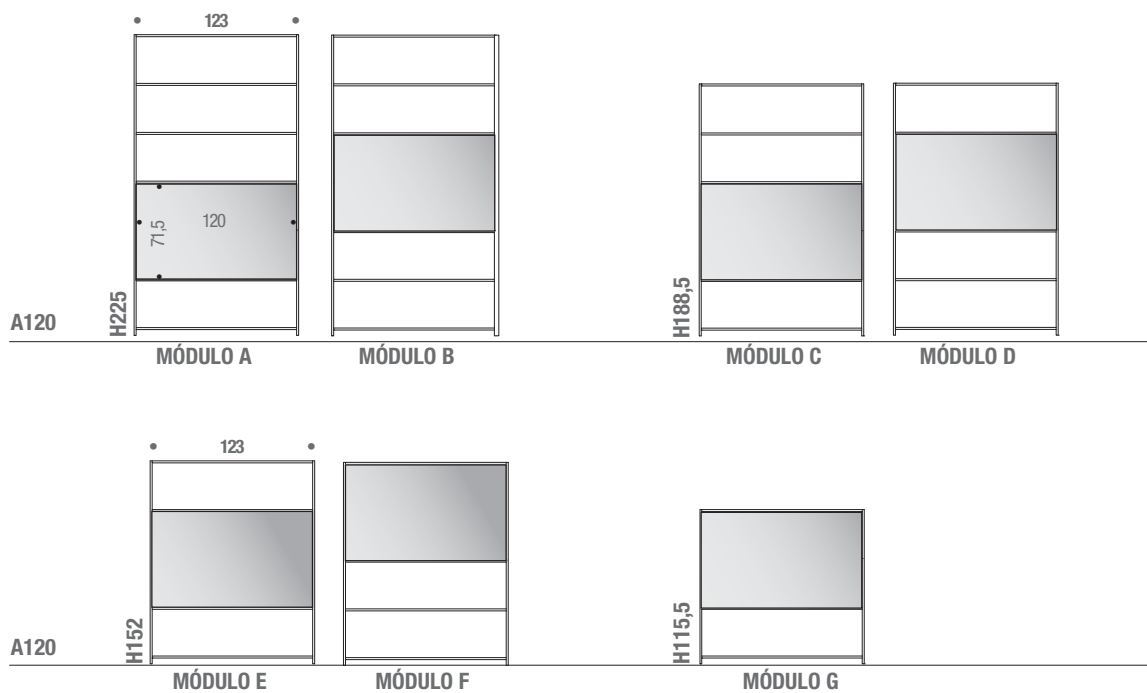 123
120
71,5
H225
H188,5
A120
MÓDULO A
MÓDULO B
MÓDULO C
MÓDULO D
123
H152
H115,5
A120
MÓDULO E
MÓDULO F
MÓDULO G